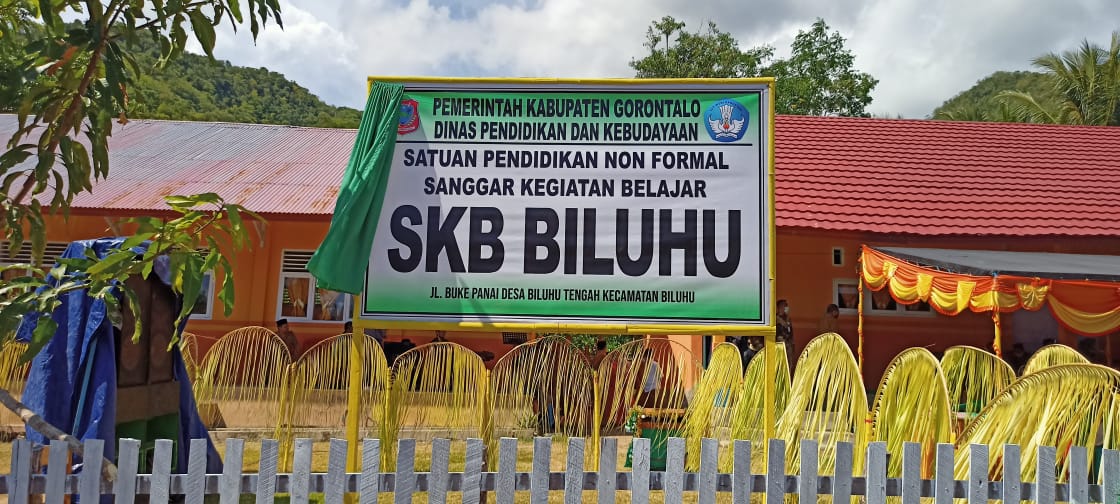 PEMERINTAH KABUPATEN GORONTALO
DINAS PENDIDIKAN DAN KEBUDAYAAN
SATUAN PENDIDIKAN NON FORMAL
SANGGAR KEGIATAN BELAJAR
SKB BILUHU
JL. BUKE PANAI DESA BILUHU TENGAH KECAMATAN BILUHU